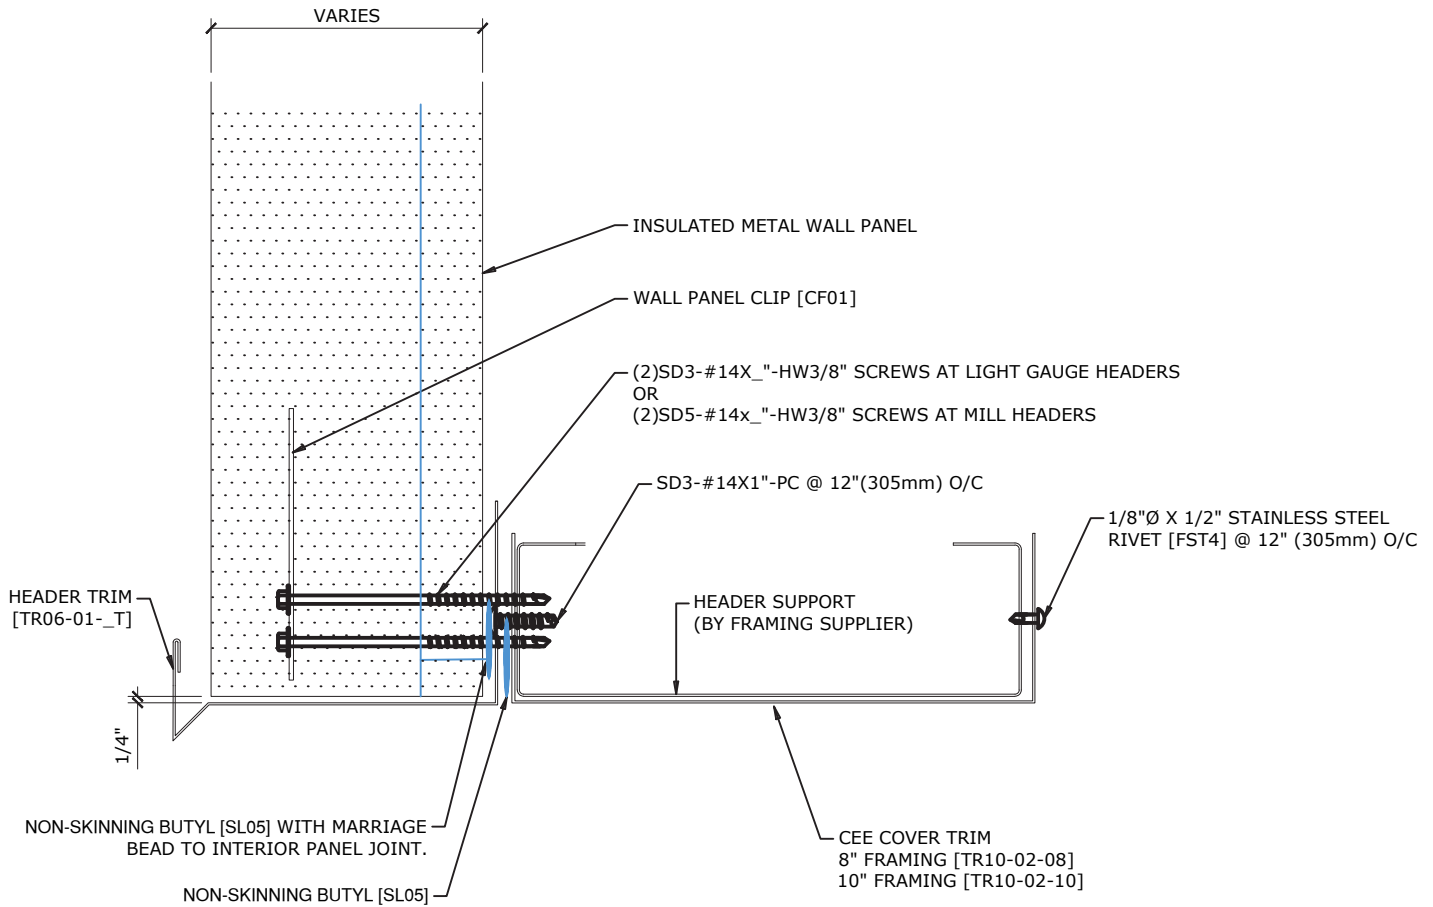 VARIES
INSULATED METAL WALL PANEL
WALL PANEL CLIP [CF01]
(2)SD3-#14X_"-HW3/8" SCREWS AT LIGHT GAUGE HEADERS
OR
(2)SD5-#14x_"-HW3/8" SCREWS AT MILL HEADERS
SD3-#14X1"-PC @ 12"(305mm) O/C
1/8"Ø X 1/2" STAINLESS STEEL
RIVET [FST4] @ 12" (305mm) O/C
HEADER TRIM
[TR06-01-_T]
HEADER SUPPORT
(BY FRAMING SUPPLIER)
1/4"
NON-SKINNING BUTYL [SL05] WITH MARRIAGE
BEAD TO INTERIOR PANEL JOINT.
NON-SKINNING BUTYL [SL05]
CEE COVER TRIM
8" FRAMING [TR10-02-08]
10" FRAMING [TR10-02-10]